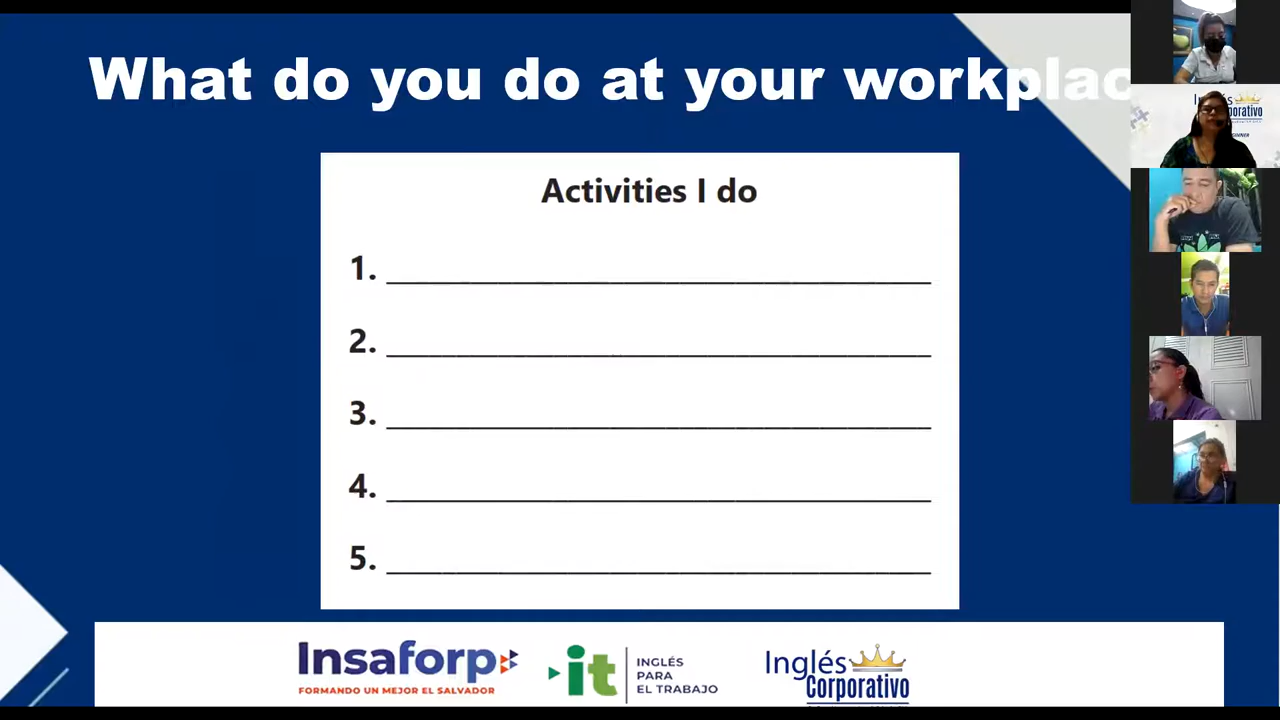 What do you do at your workplac
Activities I do
1.
2.
3.
4.
5.
Insaforp
FORMANDO UN MEJOR EL SALVADOR
it
INGLÉS
PARA
EL TRABAJO
Inglés
Corporativo
Inglés